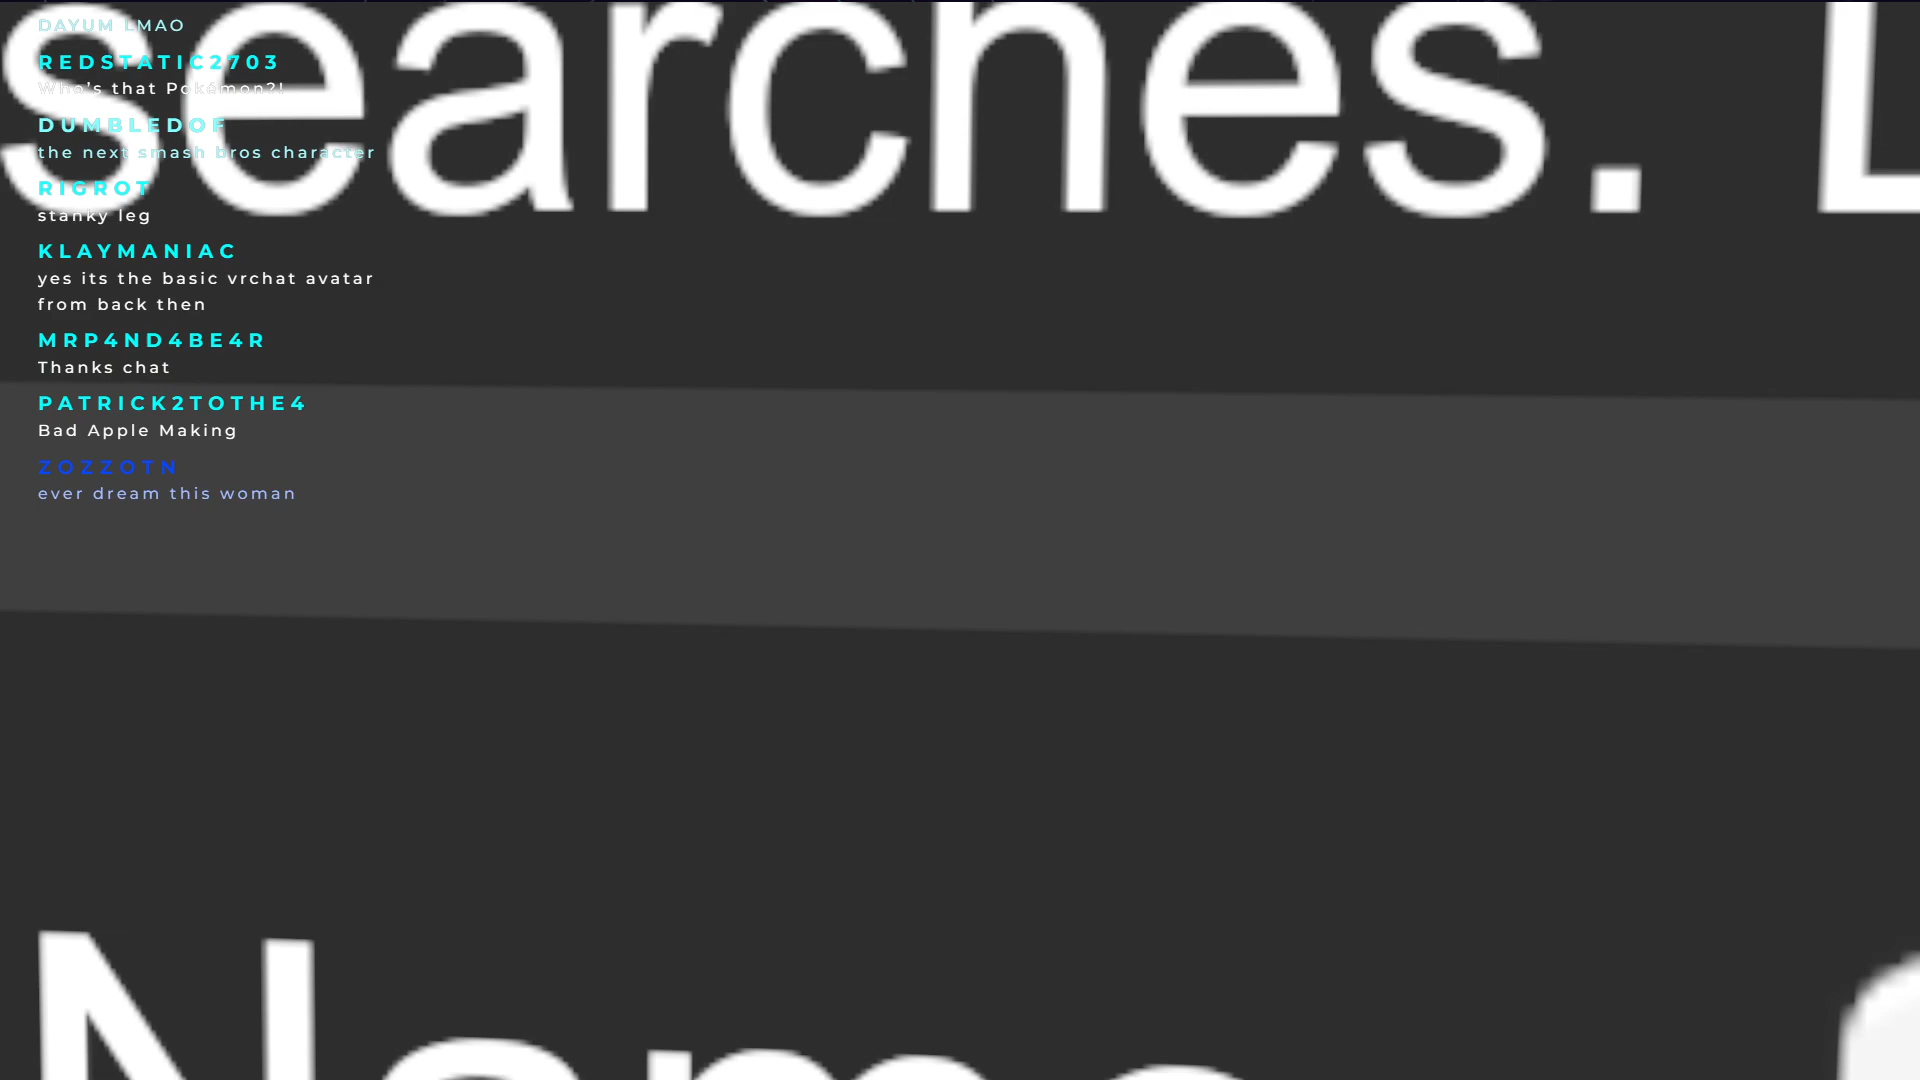 searches. L
DAYUM LMAO
REDSTATIC2703
Who's that Pokémon?!
DUMBLEDOF
the next smash bros character
RIGROT
stanky leg
KLAYMANIAC
yes its the basic vrchat avatar
from back then
MRP4ND4BE4R
Thanks chat
PATRICK2TOTHE4
Bad Apple Making
ZOZZOTN
ever dream this woman
Name